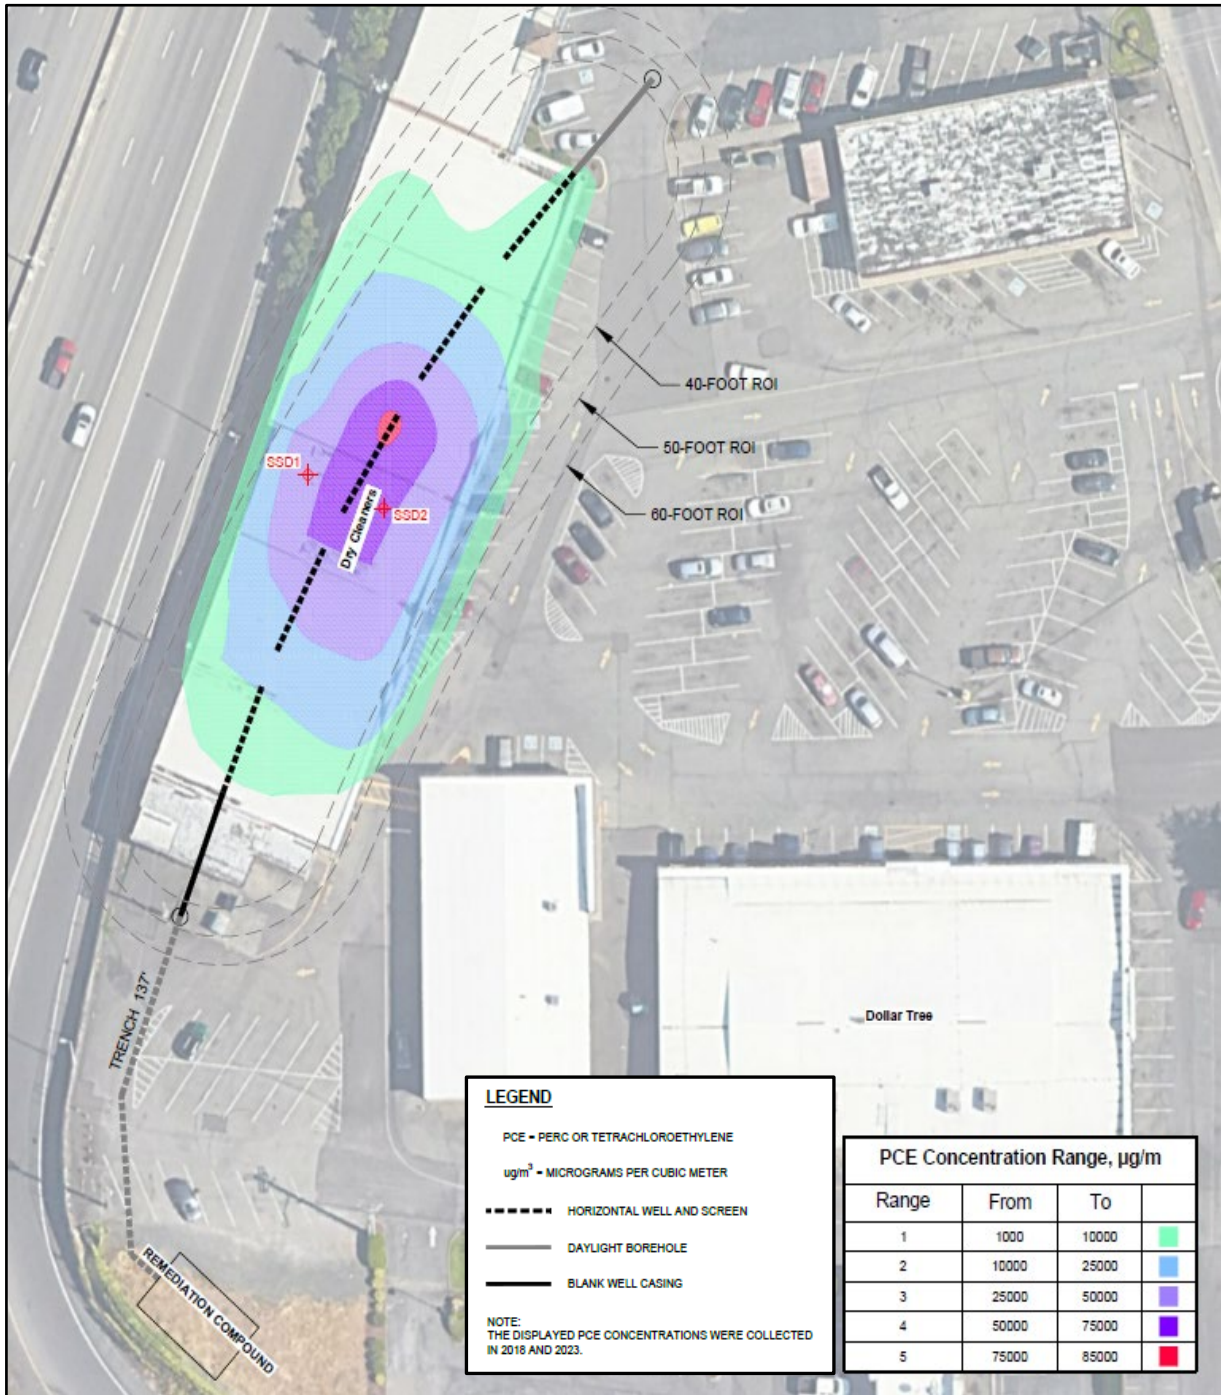 40-FOOT ROI
50-FOOT ROI
SSD1
60-FOOT ROI
SSD2
Dry Cleaners
TRENCH 137'
Dollar Tree
REMEDIATION COMPOUND
LEGEND
PCE = PERC OR TETRACHLOROETHYLENE
ug/m³ = MICROGRAMS PER CUBIC METER
HORIZONTAL WELL AND SCREEN
DAYLIGHT BOREHOLE
BLANK WELL CASING
NOTE:
THE DISPLAYED PCE CONCENTRATIONS WERE COLLECTED
IN 2018 AND 2023.
PCE Concentration Range, µg/m
Range From To
1 1000 10000
2 10000 25000
3 25000 50000
4 50000 75000
5 75000 85000